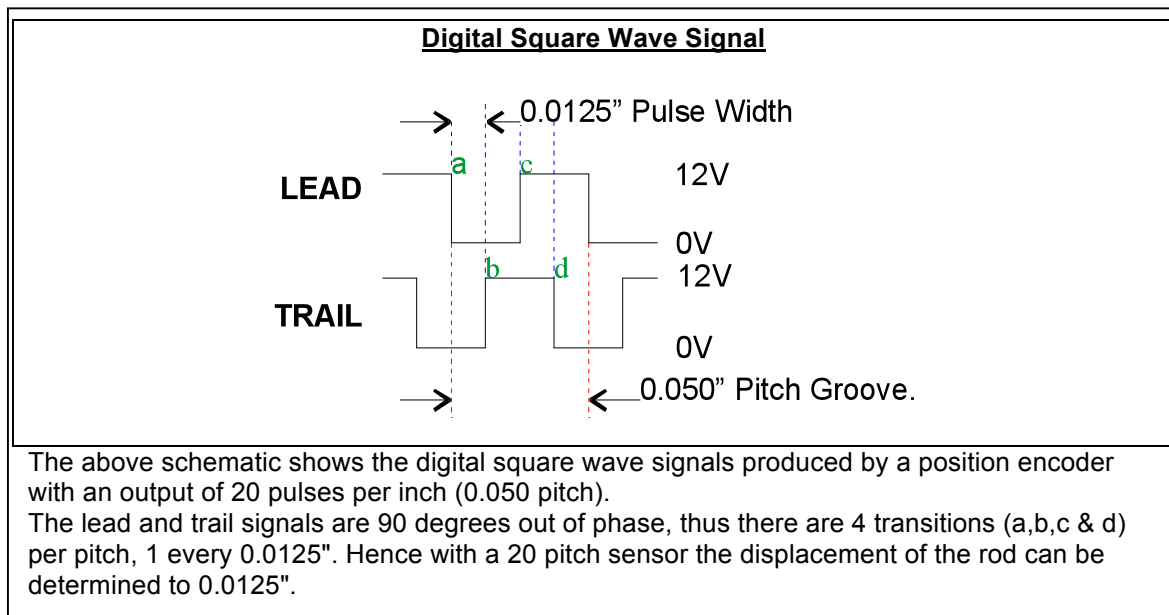 Digital Square Wave Signal
0.0125” Pulse Width
a
c
LEAD
12V
0V
b
d
12V
TRAIL
0V
0.050” Pitch Groove.
The above schematic shows the digital square wave signals produced by a position encoder
with an output of 20 pulses per inch (0.050 pitch).
The lead and trail signals are 90 degrees out of phase, thus there are 4 transitions (a,b,c & d)
per pitch, 1 every 0.0125". Hence with a 20 pitch sensor the displacement of the rod can be
determined to 0.0125".